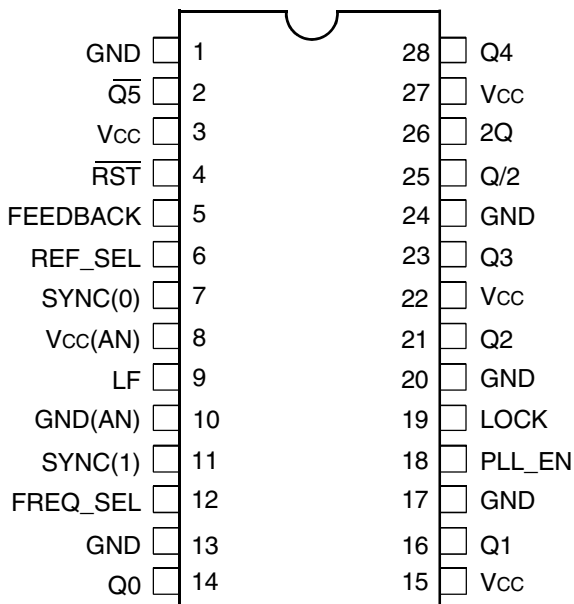 GND 1 28 Q4
Q̅5̅ 2 27 VCC
VCC 3 26 2Q
R̅S̅T̅ 4 25 Q/2
FEEDBACK 5 24 GND
REF_SEL 6 23 Q3
SYNC(0) 7 22 VCC
VCC(AN) 8 21 Q2
LF 9 20 GND
GND(AN) 10 19 LOCK
SYNC(1) 11 18 PLL_EN
FREQ_SEL 12 17 GND
GND 13 16 Q1
Q0 14 15 VCC